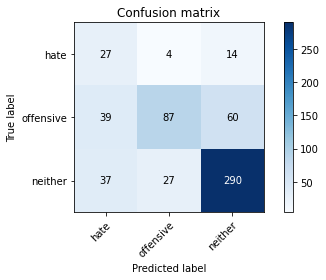 Confusion matrix
hate 27 4 14
offensive 39 87 60
neither 37 27 290
hate offensive neither
True label
Predicted label
250
200
150
100
50